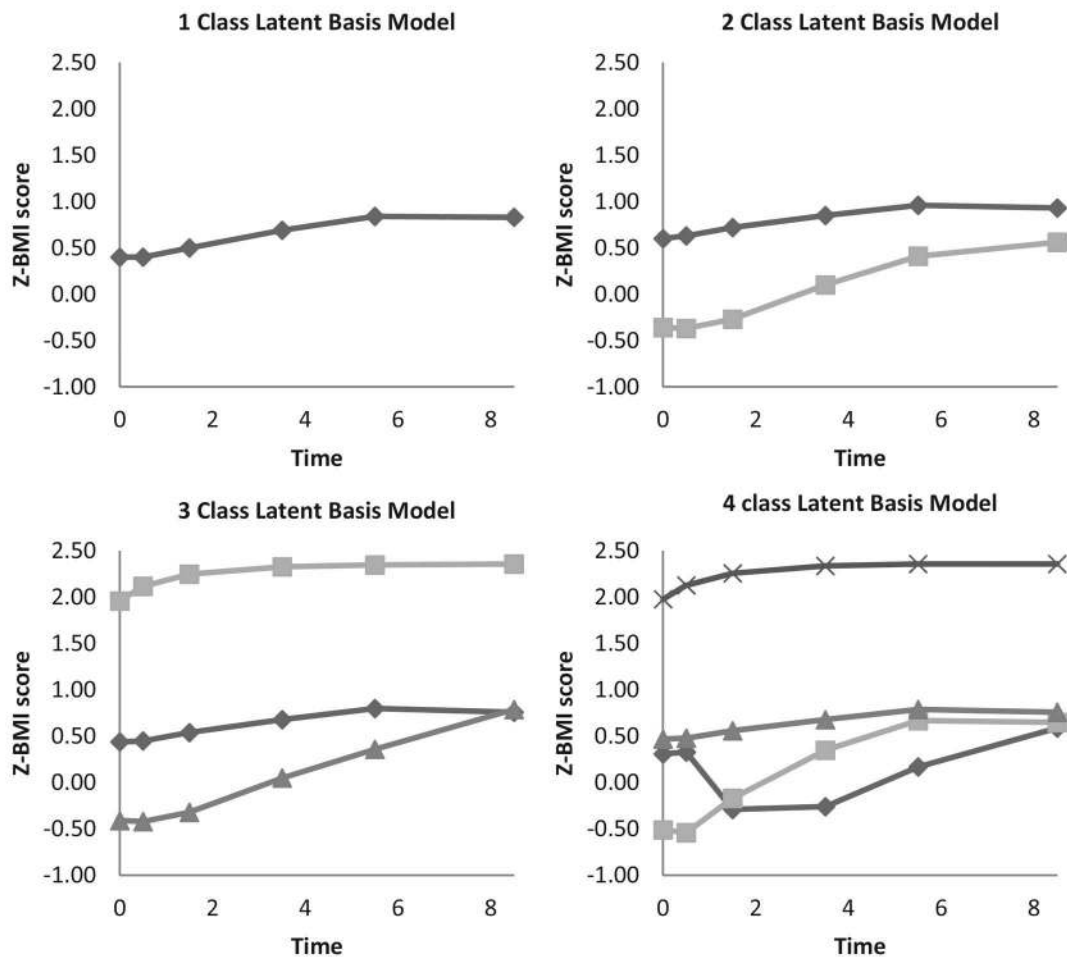 1 Class Latent Basis Model
2.50
2.00
1.50
1.00
0.50
0.00
-0.50
-1.00
Z-BMI score
0 2 4 6 8
Time
2 Class Latent Basis Model
2.50
2.00
1.50
1.00
0.50
0.00
-0.50
-1.00
Z-BMI score
0 2 4 6 8
Time
3 Class Latent Basis Model
2.50
2.00
1.50
1.00
0.50
0.00
-0.50
-1.00
Z-BMI score
0 2 4 6 8
Time
4 class Latent Basis Model
2.50
2.00
1.50
1.00
0.50
0.00
-0.50
-1.00
Z-BMI score
0 2 4 6 8
Time